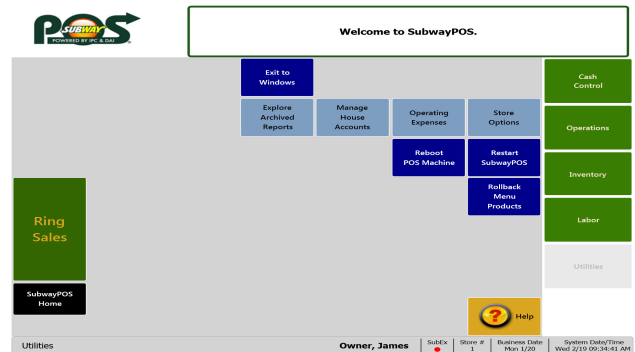 POS
SUBWAY
POWERED BY IPC & DAI
Welcome to SubwayPOS.
Exit to
Windows
Cash
Control
Explore
Archived
Reports
Manage
House
Accounts
Operating
Expenses
Store
Options
Operations
Reboot
POS Machine
Restart
SubwayPOS
Inventory
Rollback
Menu
Products
Ring
Sales
Labor
Utilities
SubwayPOS
Home
?
Help
Utilities
Owner, James
SubEx
Store #
1
Business Date
Mon 1/20
System Date/Time
Wed 2/19 09:34:41 AM